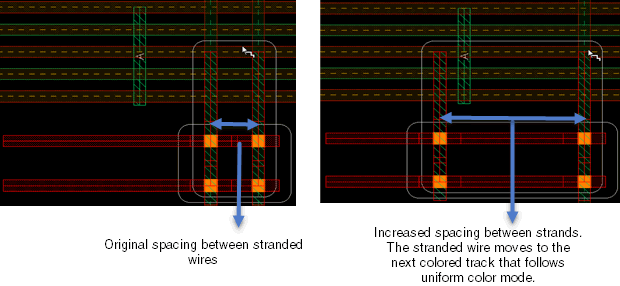 Original spacing between stranded
wires
Increased spacing between strands.
The stranded wire moves to the
next colored track that follows
uniform color mode.